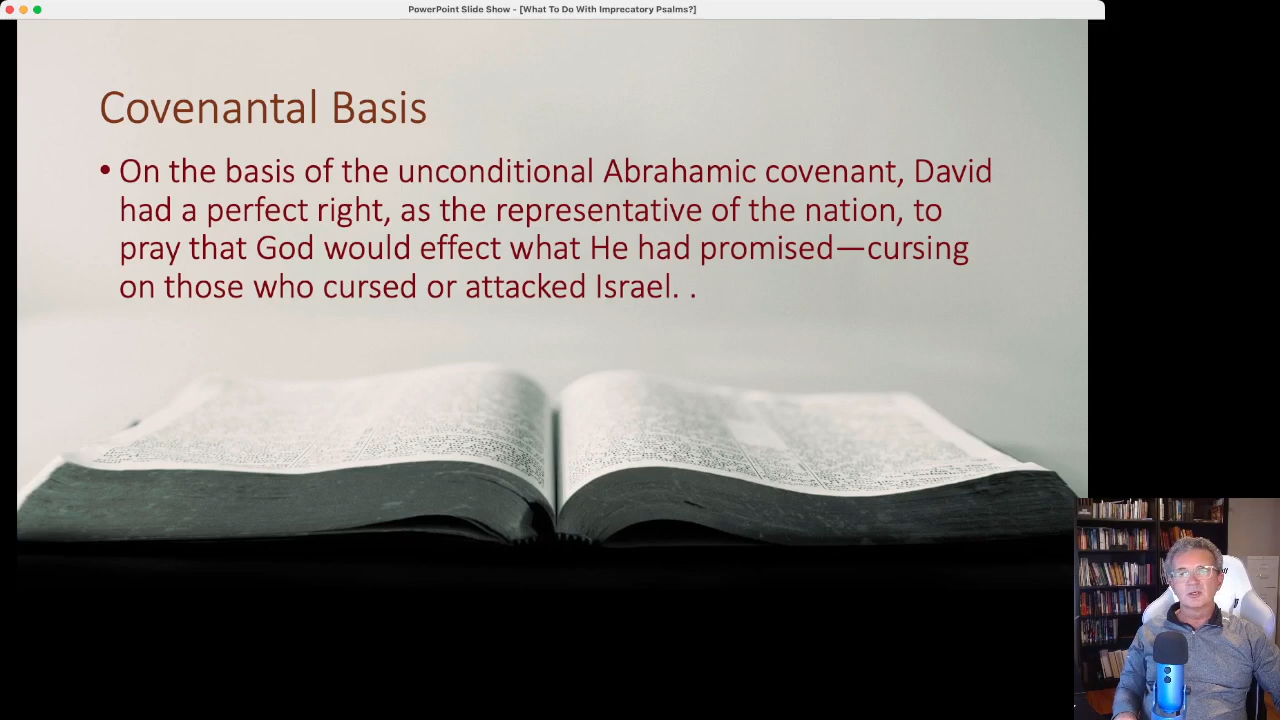 PowerPoint Slide Show - [What To Do With Imprecatory Psalms?]
Covenantal Basis
• On the basis of the unconditional Abrahamic covenant, David
had a perfect right, as the representative of the nation, to
pray that God would effect what He had promised—cursing
on those who cursed or attacked Israel. .